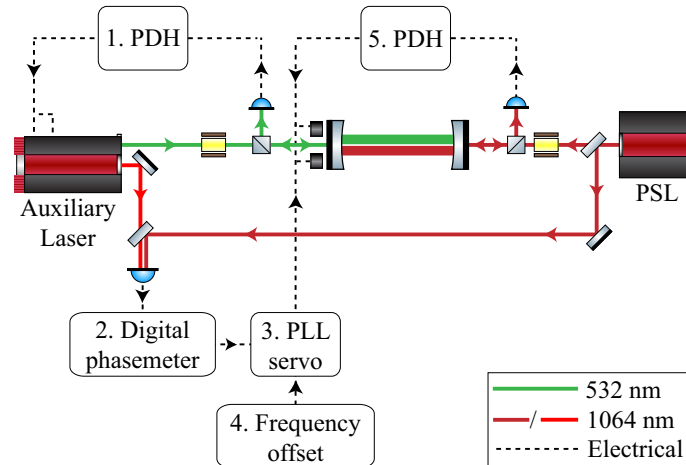 1. PDH
5. PDH
Auxiliary
Laser
PSL
2. Digital
phasemeter
3. PLL
servo
4. Frequency
offset
532 nm
/ 1064 nm
Electrical